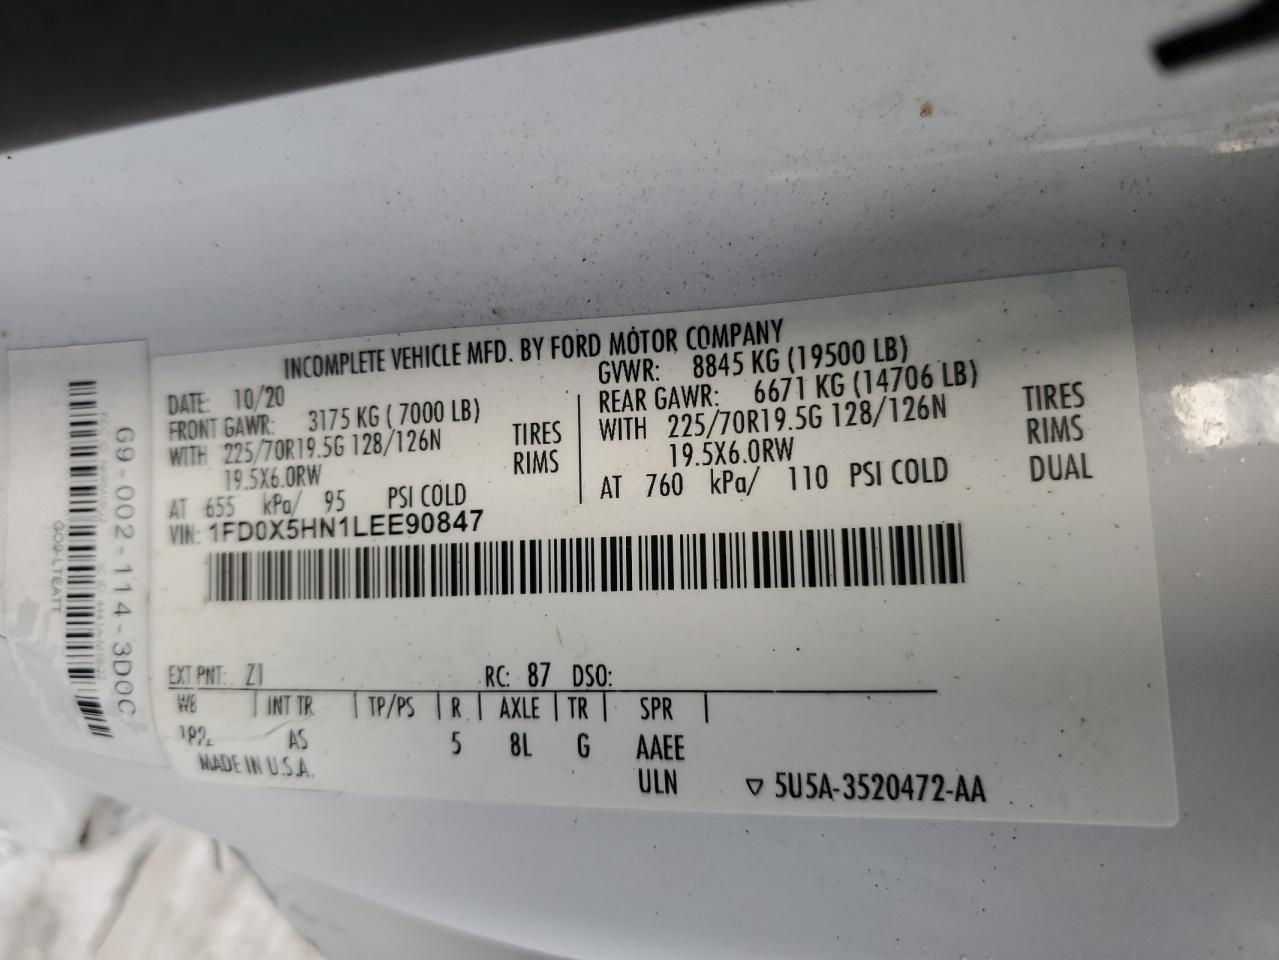 INCOMPLETE VEHICLE MFD. BY FORD MOTOR COMPANY
DATE: 10/20
FRONT GAWR: 3175 KG ( 7000 LB)
WITH 225/70R19.5G 128/126N TIRES
19.5X6.0RW RIMS
AT 655 kPa/ 95 PSI COLD
GVWR: 8845 KG (19500 LB)
REAR GAWR: 6671 KG (14706 LB)
WITH 225/70R19.5G 128/126N TIRES
19.5X6.0RW RIMS
AT 760 kPa/ 110 PSI COLD DUAL
VIN: 1FD0X5HN1LEE90847
EXT PNT: Z1 RC: 87 DSO:
WB INT TR TP/PS R AXLE TR SPR
192 AS 5 8L G AAEE
MADE IN U.S.A. ULN
▽ 5U5A-3520472-AA
G9-002-114-3D0C
G09-LTEATT